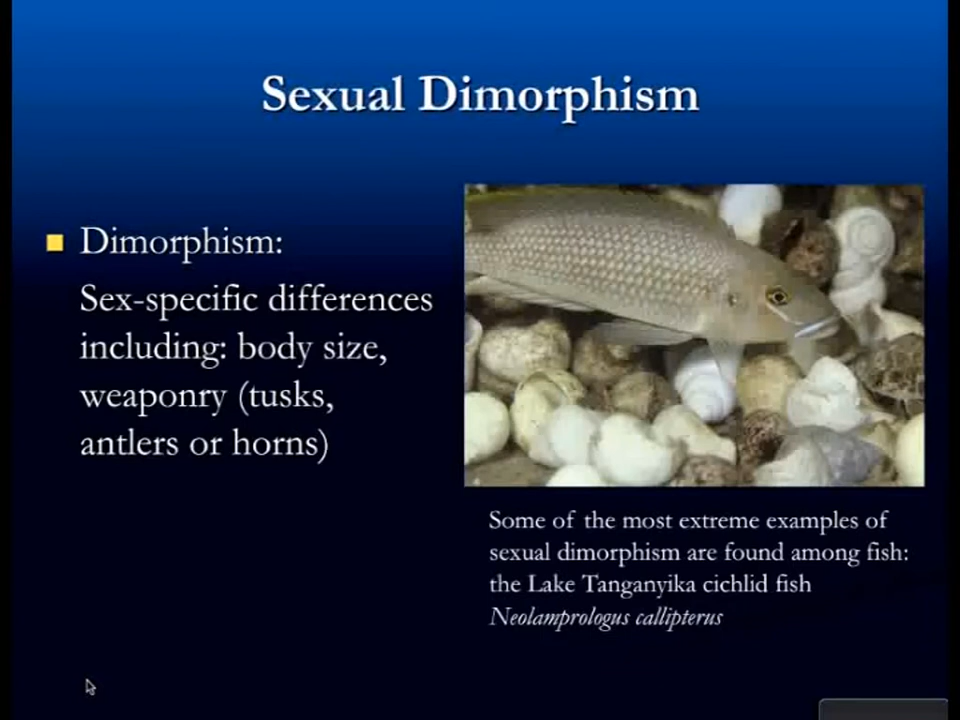 Sexual Dimorphism
Dimorphism:
Sex-specific differences
including: body size,
weaponry (tusks,
antlers or horns)
Some of the most extreme examples of
sexual dimorphism are found among fish:
the Lake Tanganyika cichlid fish
Neolamprologus callipterus